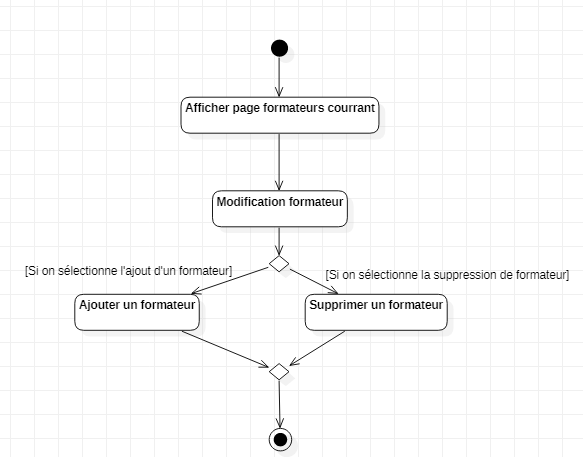 Afficher page formateurs courrant
Modification formateur
[Si on sélectionne l'ajout d'un formateur]
[Si on sélectionne la suppression de formateur]
Ajouter un formateur
Supprimer un formateur